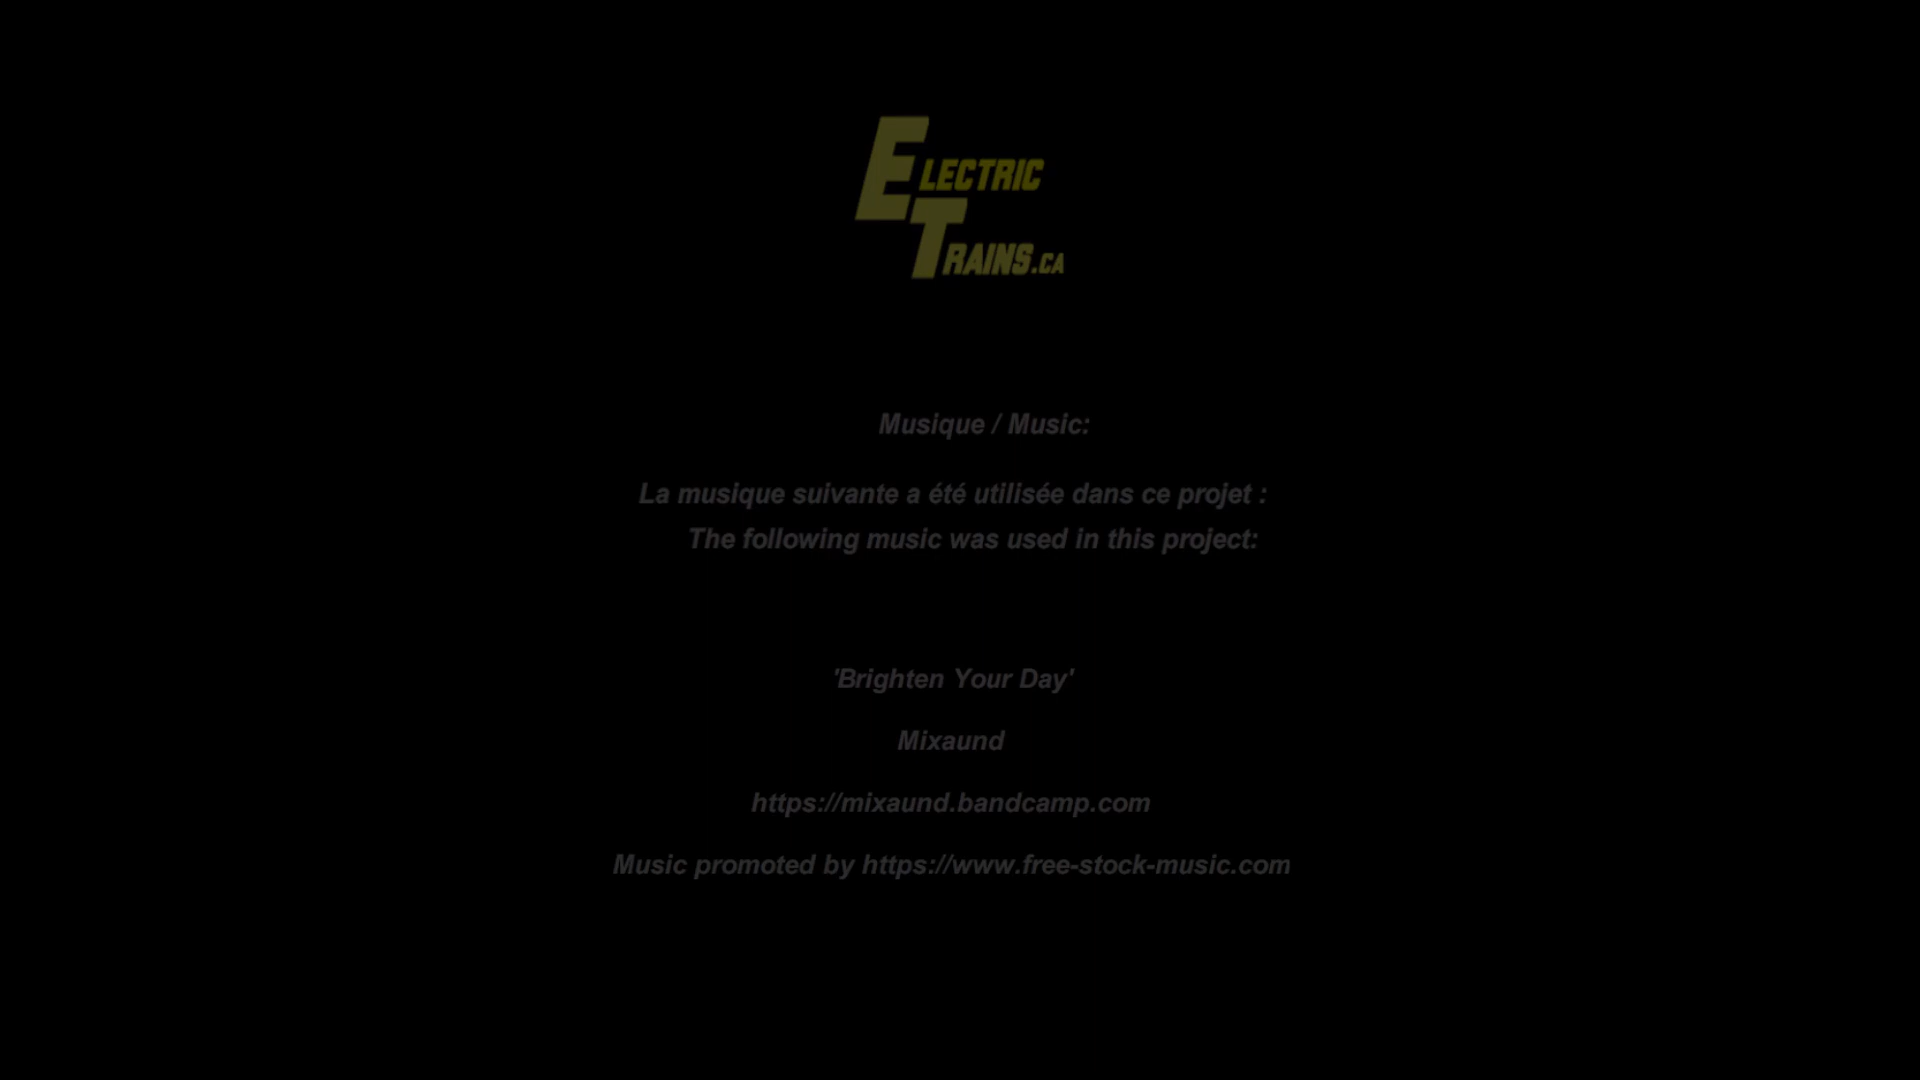 ELECTRIC
TRAINS.CA
Musique / Music:
La musique suivante a été utilisée dans ce projet :
The following music was used in this project:
'Brighten Your Day'
Mixaund
https://mixaund.bandcamp.com
Music promoted by https://www.free-stock-music.com